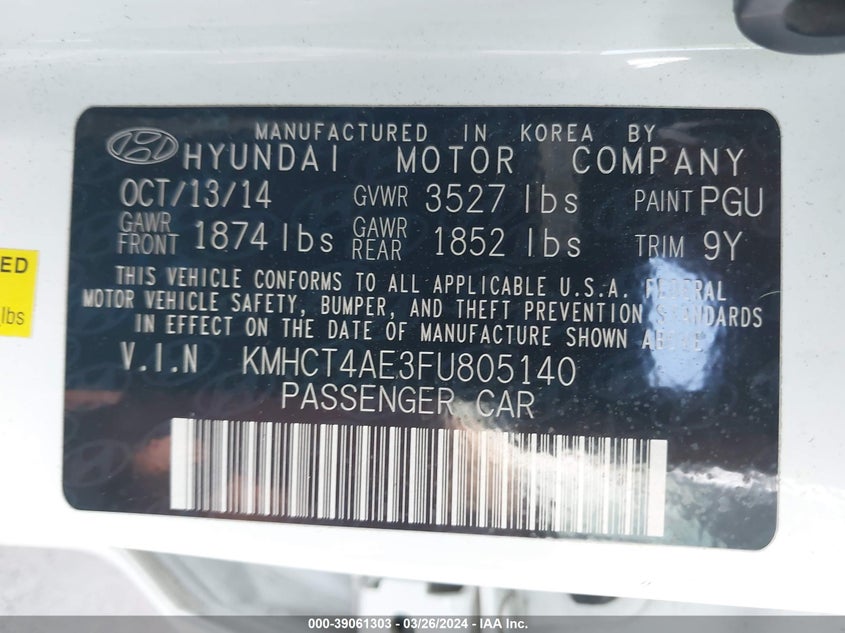 MANUFACTURED IN KOREA BY
HYUNDAI MOTOR COMPANY
OCT/13/14 GVWR 3527 lbs PAINT PGU
GAWR FRONT 1874 lbs GAWR REAR 1852 lbs TRIM 9Y
THIS VEHICLE CONFORMS TO ALL APPLICABLE U.S.A. FEDERAL
MOTOR VEHICLE SAFETY, BUMPER, AND THEFT PREVENTION STANDARDS
IN EFFECT ON THE DATE OF MANUFACTURE SHOWN ABOVE
V.I.N KMHCT4AE3FU805140
PASSENGER CAR
ED
lbs
000-39061303 - 03/26/2024 - IAA Inc.